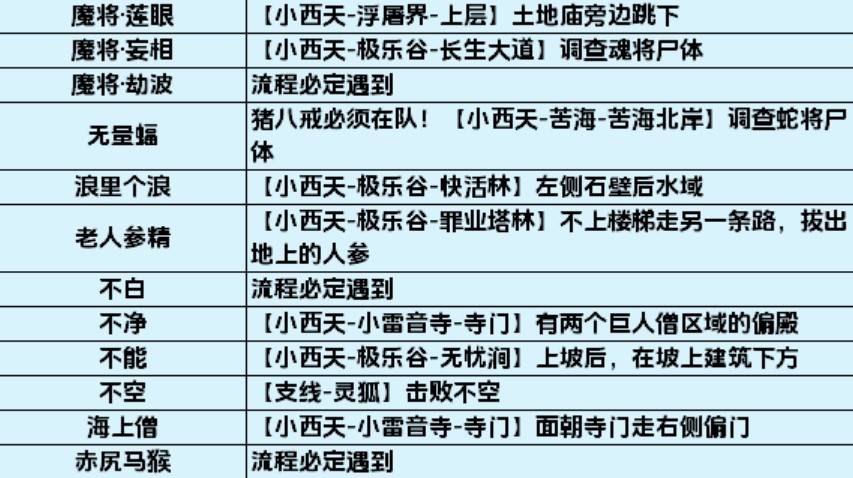 魔将·莲眼 【小西天-浮屠界-上层】土地庙旁边跳下
魔将·妄相 【小西天-极乐谷-长生大道】调查魂将尸体
魔将·劫波 流程必定遇到
无量蝠 猪八戒必须在队！【小西天-苦海-苦海北岸】调查蛇将尸
体
浪里个浪 【小西天-极乐谷-快活林】左侧石壁后水域
老人参精 【小西天-极乐谷-罪业塔林】不上楼梯走另一条路，拔出
地上的人参
不白 流程必定遇到
不净 【小西天-小雷音寺-寺门】有两个巨人僧区域的偏殿
不能 【小西天-极乐谷-无忧涧】上坡后，在坡上建筑下方
不空 【支线-灵狐】击败不空
海上僧 【小西天-小雷音寺-寺门】面朝寺门走右侧偏门
赤尻马猴 流程必定遇到